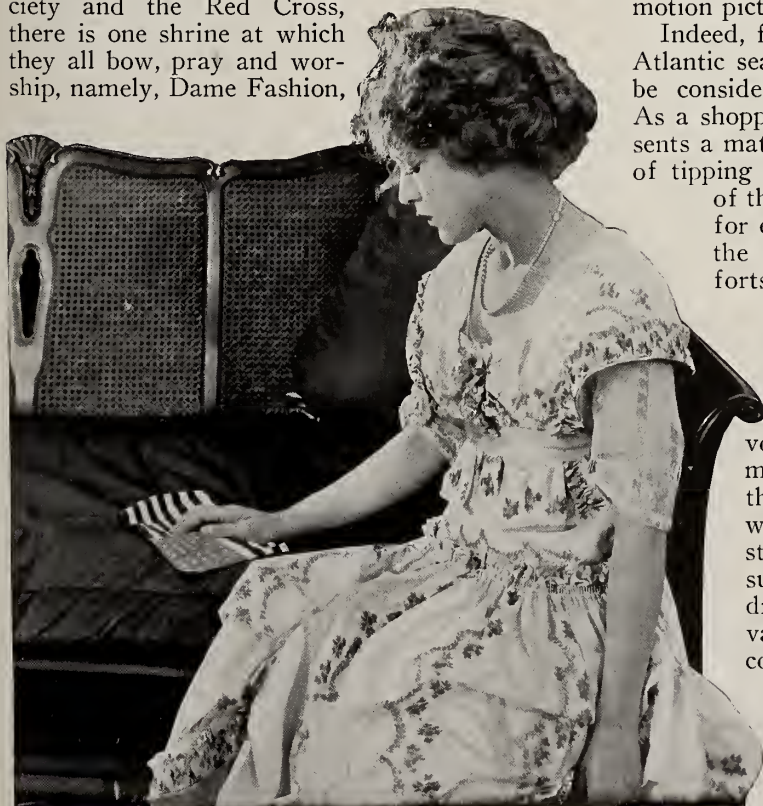 ciety and the Red Cross,
there is one shrine at which
they all bow, pray and wor-
ship, namely, Dame Fashion,
motion pict
Indeed, f
Atlantic sea
be conside
As a shopp
sents a mat
of tipping
of th
for e
the
forts
ve
m
th
w
st
su
di
va
co